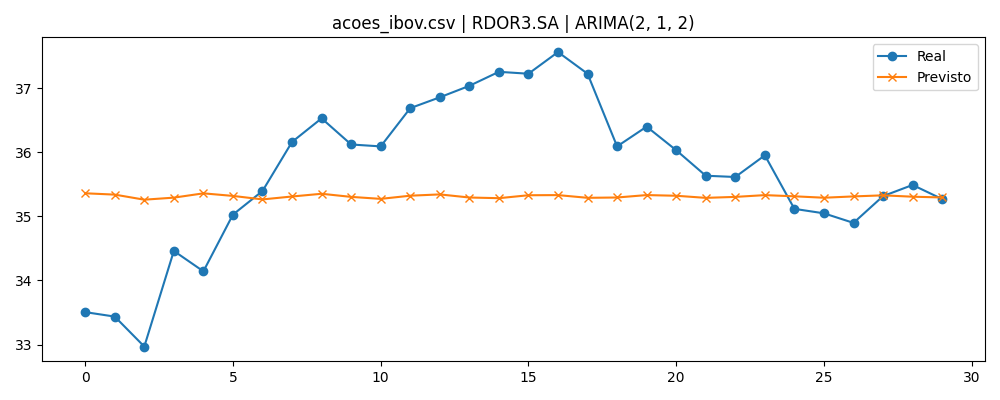 acoes_ibov.csv | RDOR3.SA | ARIMA(2, 1, 2)
Real
Previsto
37
36
35
34
33
0 5 10 15 20 25 30